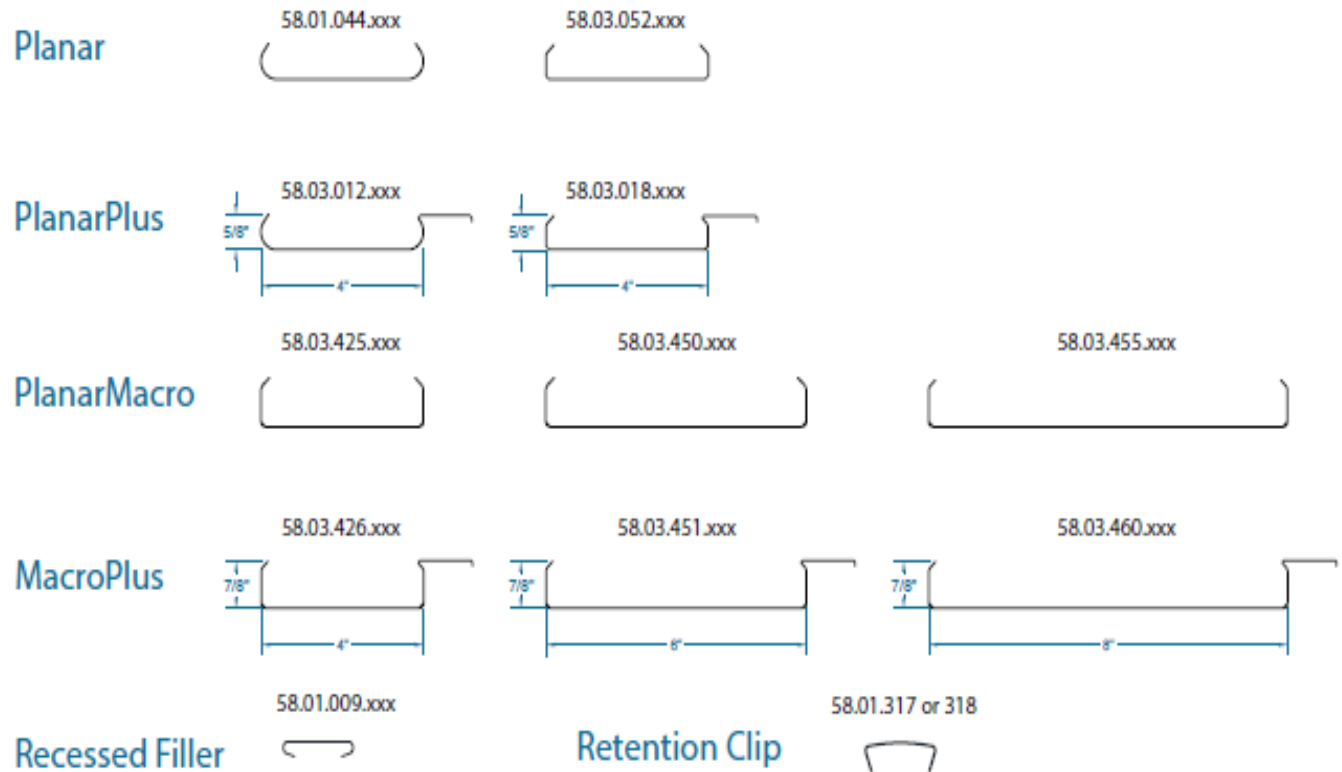 58.01.044.xxx 58.03.052.xxx
Planar
58.03.012.xxx 58.03.018.xxx
PlanarPlus
5/8" 5/8"
4" 4"
58.03.425.xxx 58.03.450.xxx 58.03.455.xxx
PlanarMacro
58.03.426.xxx 58.03.451.xxx 58.03.460.xxx
MacroPlus
7/8" 7/8" 7/8"
4" 6" 8"
58.01.009.xxx 58.01.317 or 318
Recessed Filler Retention Clip